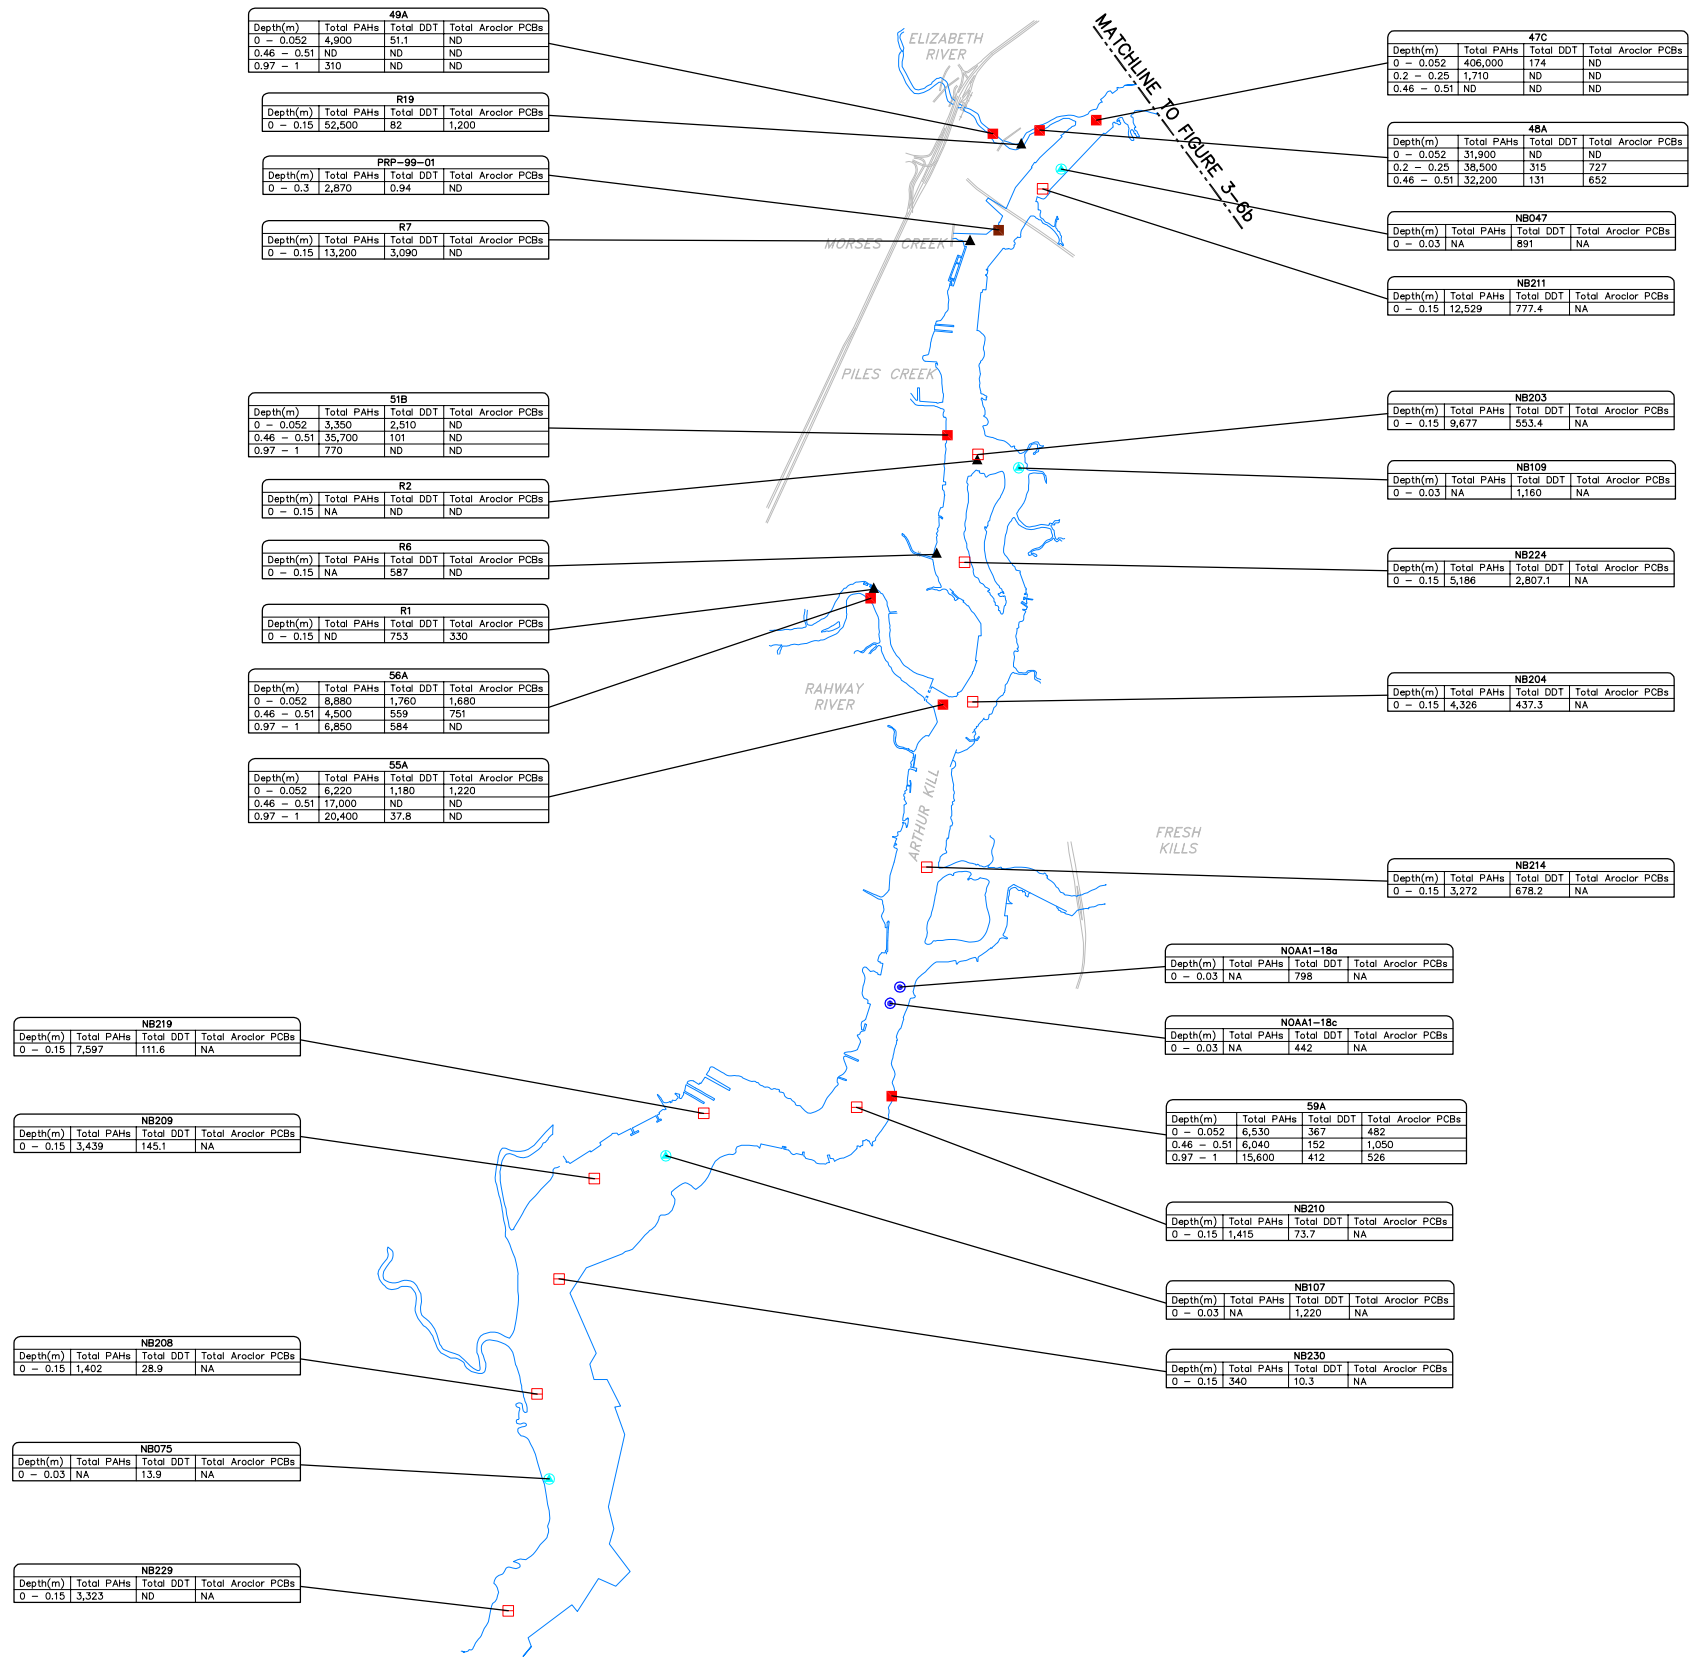 49A
Depth(m) Total PAHs Total DDT Total Aroclor PCBs
0 - 0.052 4,900 51.1 ND
0.46 - 0.51 ND ND ND
0.97 - 1 310 ND ND
R19
Depth(m) Total PAHs Total DDT Total Aroclor PCBs
0 - 0.15 52,500 82 1,200
PRP-99-01
Depth(m) Total PAHs Total DDT Total Aroclor PCBs
0 - 0.3 2,870 0.94 ND
R7
Depth(m) Total PAHs Total DDT Total Aroclor PCBs
0 - 0.15 13,200 3,090 ND
51B
Depth(m) Total PAHs Total DDT Total Aroclor PCBs
0 - 0.052 3,350 2,510 ND
0.46 - 0.51 35,700 101 ND
0.97 - 1 770 ND ND
R2
Depth(m) Total PAHs Total DDT Total Aroclor PCBs
0 - 0.15 NA ND ND
R6
Depth(m) Total PAHs Total DDT Total Aroclor PCBs
0 - 0.15 NA 587 ND
R1
Depth(m) Total PAHs Total DDT Total Aroclor PCBs
0 - 0.15 ND 753 330
56A
Depth(m) Total PAHs Total DDT Total Aroclor PCBs
0 - 0.052 8,880 1,760 1,680
0.46 - 0.51 4,500 559 751
0.97 - 1 6,850 584 ND
55A
Depth(m) Total PAHs Total DDT Total Aroclor PCBs
0 - 0.052 6,220 1,180 1,220
0.46 - 0.51 17,000 ND ND
0.97 - 1 20,400 37.8 ND
NB219
Depth(m) Total PAHs Total DDT Total Aroclor PCBs
0 - 0.15 7,597 111.6 NA
NB209
Depth(m) Total PAHs Total DDT Total Aroclor PCBs
0 - 0.15 3,439 145.1 NA
NB208
Depth(m) Total PAHs Total DDT Total Aroclor PCBs
0 - 0.15 1,402 28.9 NA
NB075
Depth(m) Total PAHs Total DDT Total Aroclor PCBs
0 - 0.03 NA 13.9 NA
NB229
Depth(m) Total PAHs Total DDT Total Aroclor PCBs
0 - 0.15 3,323 ND NA
ELIZABETH
RIVER
MATCHLINE TO FIGURE 3-6b
MORSES CREEK
PILES CREEK
RAHWAY
RIVER
ARTHUR KILL
FRESH
KILLS
47C
Depth(m) Total PAHs Total DDT Total Aroclor PCBs
0 - 0.052 406,000 174 ND
0.2 - 0.25 1,710 ND ND
0.46 - 0.51 ND ND ND
48A
Depth(m) Total PAHs Total DDT Total Aroclor PCBs
0 - 0.052 31,900 ND ND
0.2 - 0.25 38,500 315 727
0.46 - 0.51 32,200 131 652
NB047
Depth(m) Total PAHs Total DDT Total Aroclor PCBs
0 - 0.03 NA 891 NA
NB211
Depth(m) Total PAHs Total DDT Total Aroclor PCBs
0 - 0.15 12,529 777.4 NA
NB203
Depth(m) Total PAHs Total DDT Total Aroclor PCBs
0 - 0.15 9,677 553.4 NA
NB109
Depth(m) Total PAHs Total DDT Total Aroclor PCBs
0 - 0.03 NA 1,160 NA
NB224
Depth(m) Total PAHs Total DDT Total Aroclor PCBs
0 - 0.15 5,186 2,807.1 NA
NB204
Depth(m) Total PAHs Total DDT Total Aroclor PCBs
0 - 0.15 4,326 437.3 NA
NB214
Depth(m) Total PAHs Total DDT Total Aroclor PCBs
0 - 0.15 3,272 678.2 NA
NOAA1-18a
Depth(m) Total PAHs Total DDT Total Aroclor PCBs
0 - 0.03 NA 798 NA
NOAA1-18c
Depth(m) Total PAHs Total DDT Total Aroclor PCBs
0 - 0.03 NA 442 NA
59A
Depth(m) Total PAHs Total DDT Total Aroclor PCBs
0 - 0.052 6,530 367 482
0.46 - 0.51 6,040 152 1,050
0.97 - 1 15,600 412 526
NB210
Depth(m) Total PAHs Total DDT Total Aroclor PCBs
0 - 0.15 1,415 73.7 NA
NB107
Depth(m) Total PAHs Total DDT Total Aroclor PCBs
0 - 0.03 NA 1,220 NA
NB230
Depth(m) Total PAHs Total DDT Total Aroclor PCBs
0 - 0.15 340 10.3 NA